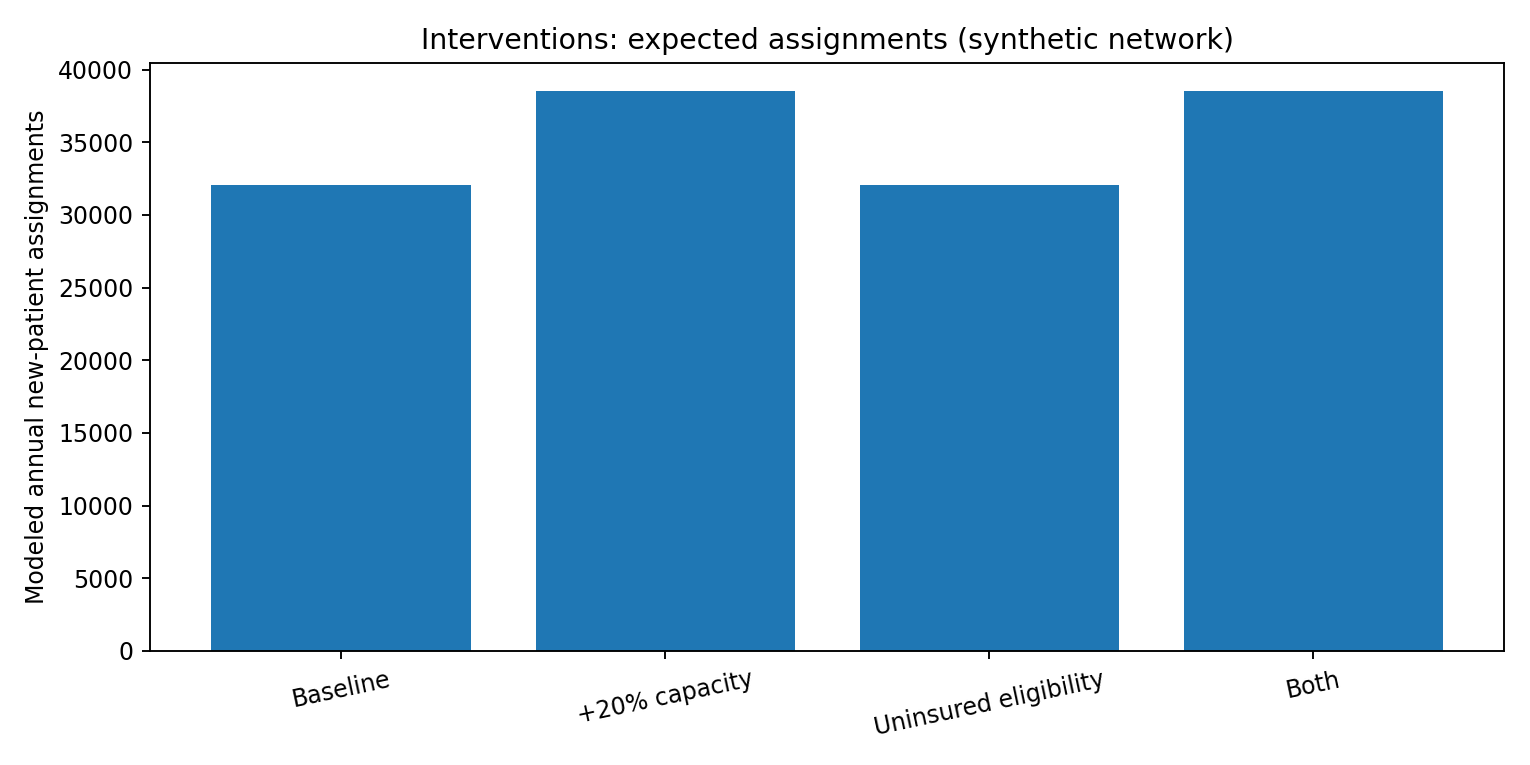 Interventions: expected assignments (synthetic network)
Modeled annual new-patient assignments
40000
35000
30000
25000
20000
15000
10000
5000
0
Baseline
+20% capacity
Uninsured eligibility
Both